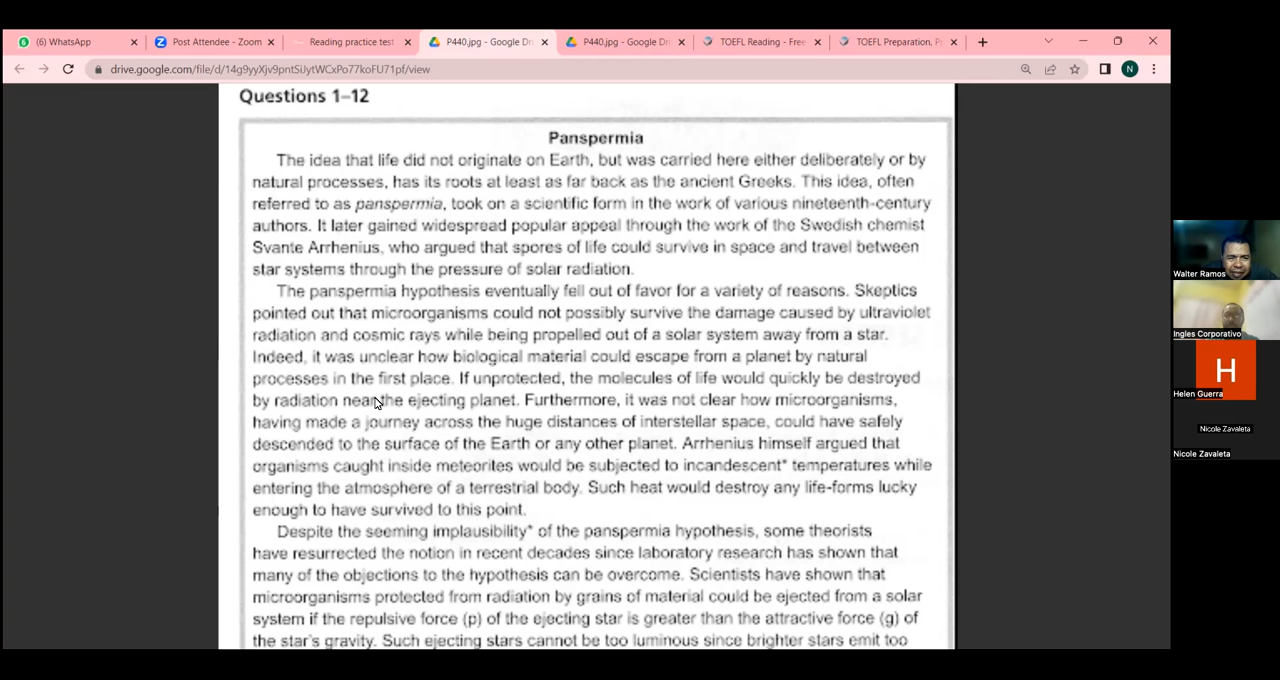 6 (6) WhatsApp
Post Attendee - Zoom
Reading practice test
P440.jpg - Google Dri
P440.jpg - Google Dri
TOEFL Reading - Free
TOEFL Preparation, P
drive.google.com/file/d/14g9yyXjv9pntSiJytWCxPo77koFU71pf/view
N
Questions 1–12
Panspermia
The idea that life did not originate on Earth, but was carried here either deliberately or by
natural processes, has its roots at least as far back as the ancient Greeks. This idea, often
referred to as panspermia, took on a scientific form in the work of various nineteenth-century
authors. It later gained widespread popular appeal through the work of the Swedish chemist
Svante Arrhenius, who argued that spores of life could survive in space and travel between
star systems through the pressure of solar radiation.
The panspermia hypothesis eventually fell out of favor for a variety of reasons. Skeptics
pointed out that microorganisms could not possibly survive the damage caused by ultraviolet
radiation and cosmic rays while being propelled out of a solar system away from a star.
Indeed, it was unclear how biological material could escape from a planet by natural
processes in the first place. If unprotected, the molecules of life would quickly be destroyed
by radiation near the ejecting planet. Furthermore, it was not clear how microorganisms,
having made a journey across the huge distances of interstellar space, could have safely
descended to the surface of the Earth or any other planet. Arrhenius himself argued that
organisms caught inside meteorites would be subjected to incandescent* temperatures while
entering the atmosphere of a terrestrial body. Such heat would destroy any life-forms lucky
enough to have survived to this point.
Despite the seeming implausibility* of the panspermia hypothesis, some theorists
have resurrected the notion in recent decades since laboratory research has shown that
many of the objections to the hypothesis can be overcome. Scientists have shown that
microorganisms protected from radiation by grains of material could be ejected from a solar
system if the repulsive force (p) of the ejecting star is greater than the attractive force (g) of
the star's gravity. Such ejecting stars cannot be too luminous since brighter stars emit too
Walter Ramos
Ingles Corporativo
H
Helen Guerra
Nicole Zavaleta
Nicole Zavaleta